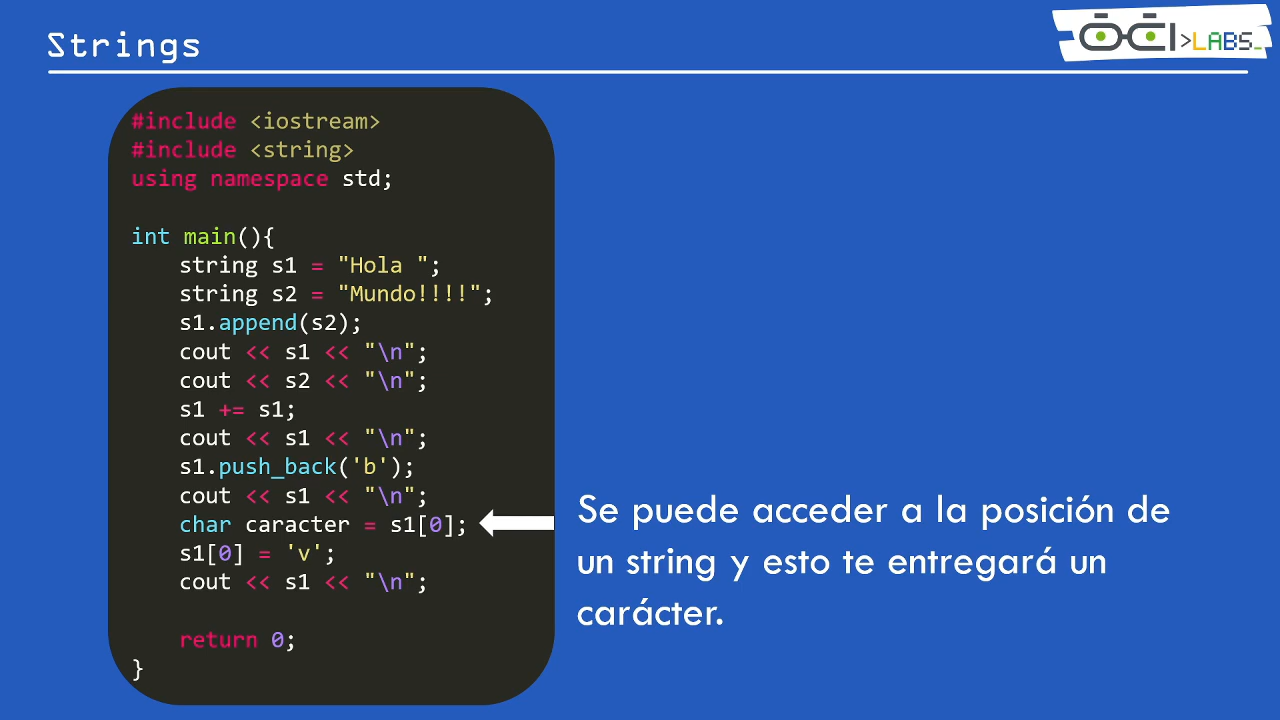 Strings
OCI>LABS_
#include <iostream>
#include <string>
using namespace std;
int main(){
string s1 = "Hola ";
string s2 = "Mundo!!!!";
s1.append(s2);
cout << s1 << "\n";
cout << s2 << "\n";
s1 += s1;
cout << s1 << "\n";
s1.push_back('b');
cout << s1 << "\n";
char caracter = s1[0];
s1[0] = 'v';
cout << s1 << "\n";
return 0;
}
Se puede acceder a la posición de
un string y esto te entregará un
carácter.